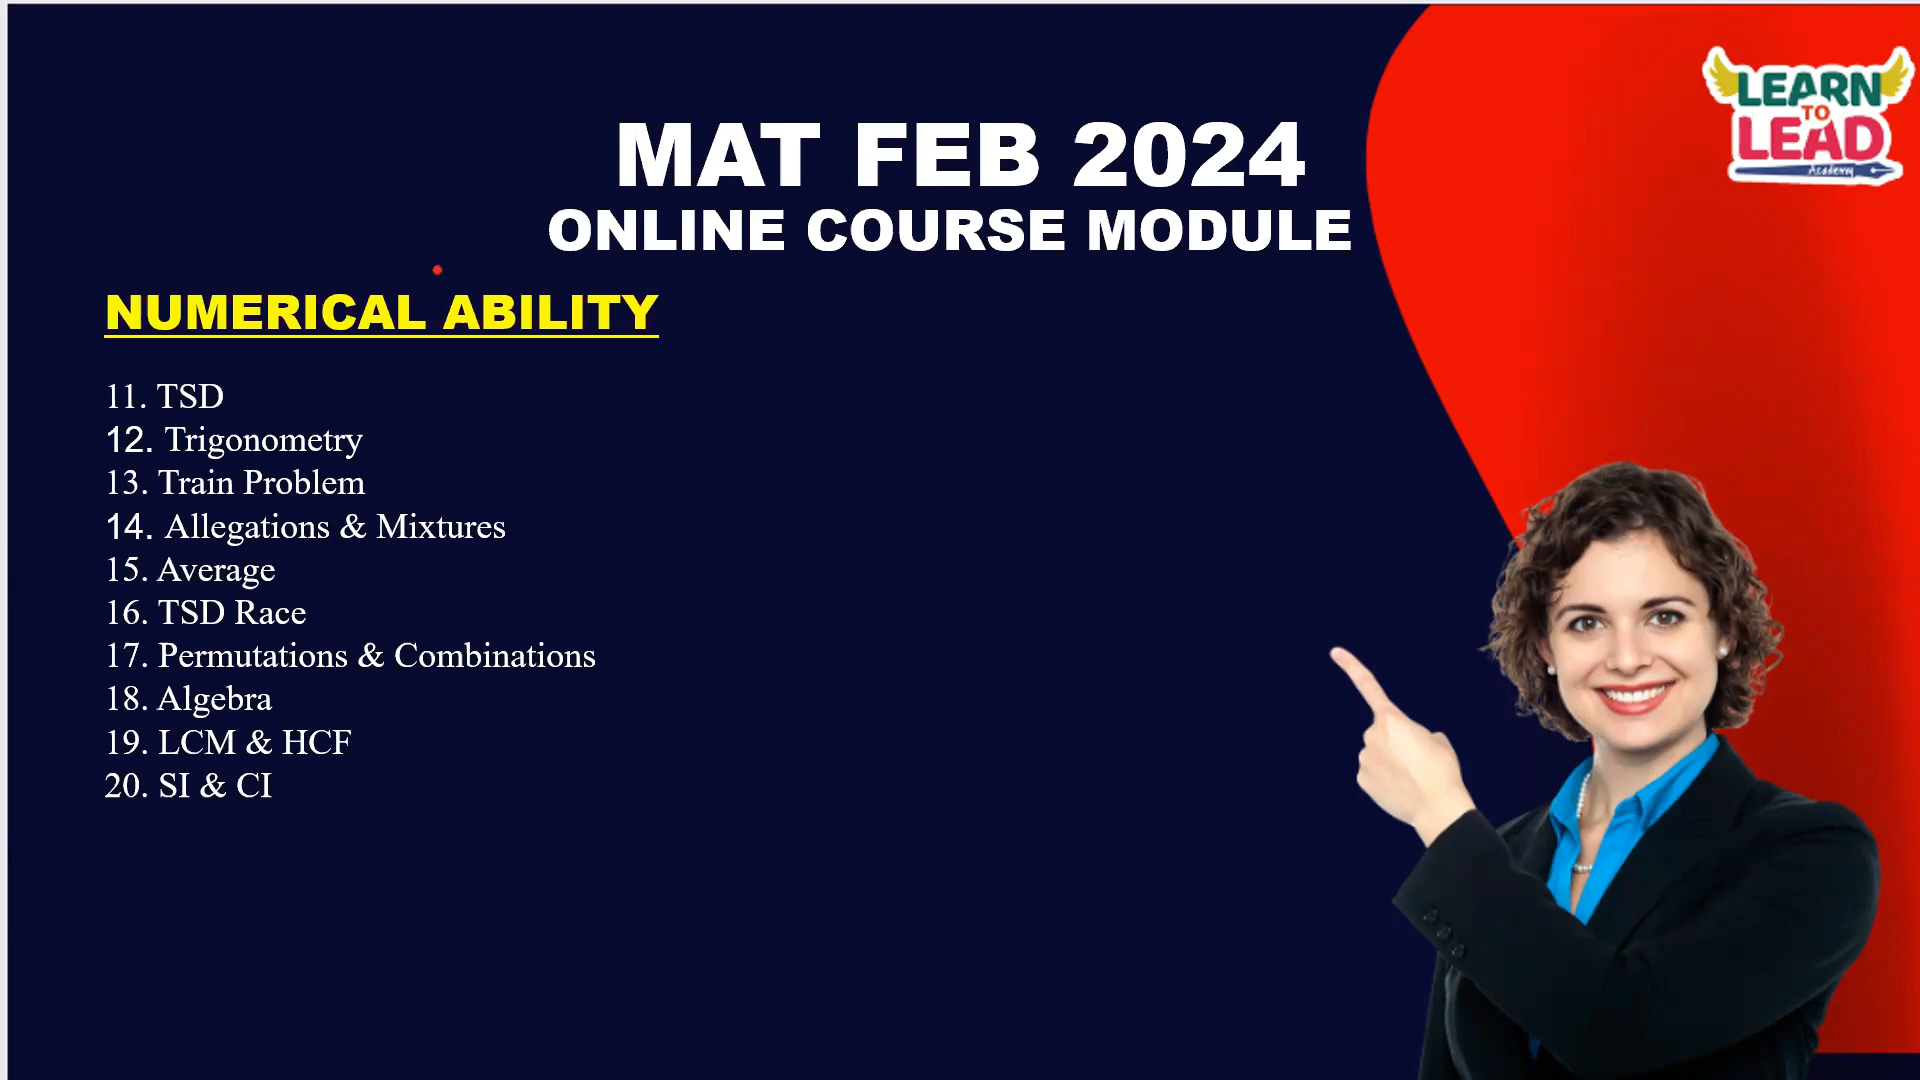 LEARN
TO
LEAD
Academy
MAT FEB 2024
ONLINE COURSE MODULE
NUMERICAL ABILITY
11. TSD
12. Trigonometry
13. Train Problem
14. Allegations & Mixtures
15. Average
16. TSD Race
17. Permutations & Combinations
18. Algebra
19. LCM & HCF
20. SI & CI